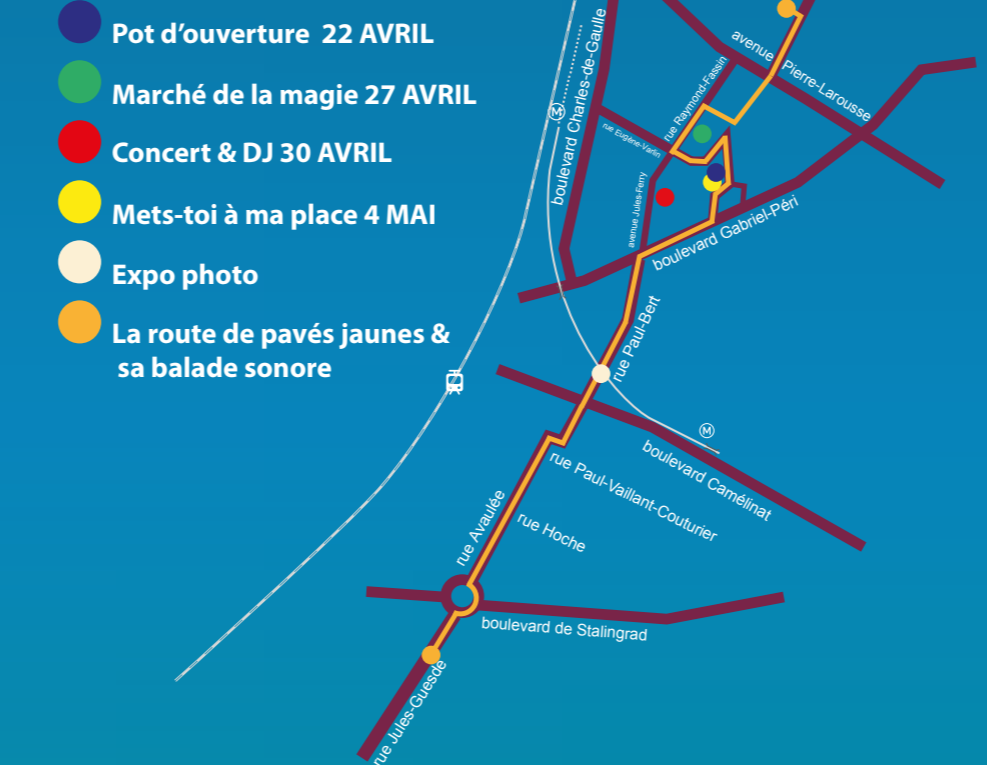 Pot d'ouverture 22 AVRIL
Marché de la magie 27 AVRIL
Concert & DJ 30 AVRIL
Mets-toi à ma place 4 MAI
Expo photo
La route de pavés jaunes &
sa balade sonore
boulevard Charles-de-Gaulle
avenue Pierre-Larousse
rue Raymond-Fassin
M
rue Eugène-Varlin
avenue Jules-Ferry
boulevard Gabriel-Péri
rue Paul-Bert
M
boulevard Camélinat
rue Paul-Vaillant-Couturier
rue Hoche
rue Avaulée
boulevard de Stalingrad
rue Jules-Guesde